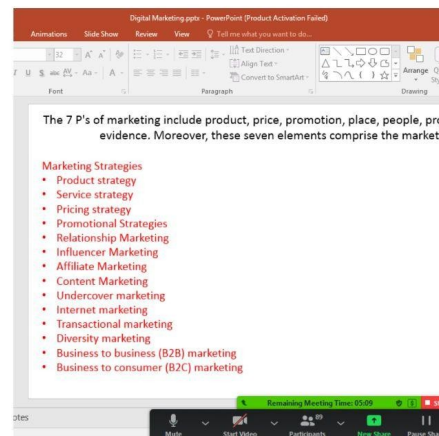 Digital Marketing.pptx - PowerPoint (Product Activation Failed)
Animations Slide Show Review View Tell me what you want to do...
32
Text Direction
Align Text
Convert to SmartArt
Arrange
Font Paragraph Drawing
The 7 P's of marketing include product, price, promotion, place, people,
evidence. Moreover, these seven elements comprise the
Marketing Strategies
• Product strategy
• Service strategy
• Pricing strategy
• Promotional Strategies
• Relationship Marketing
• Influencer Marketing
• Affiliate Marketing
• Content Marketing
• Undercover marketing
• Internet marketing
• Transactional marketing
• Diversity marketing
• Business to business (B2B) marketing
• Business to consumer (B2C) marketing
Remaining Meeting Time: 05:09
Mute Start Video Participants New Share Pause